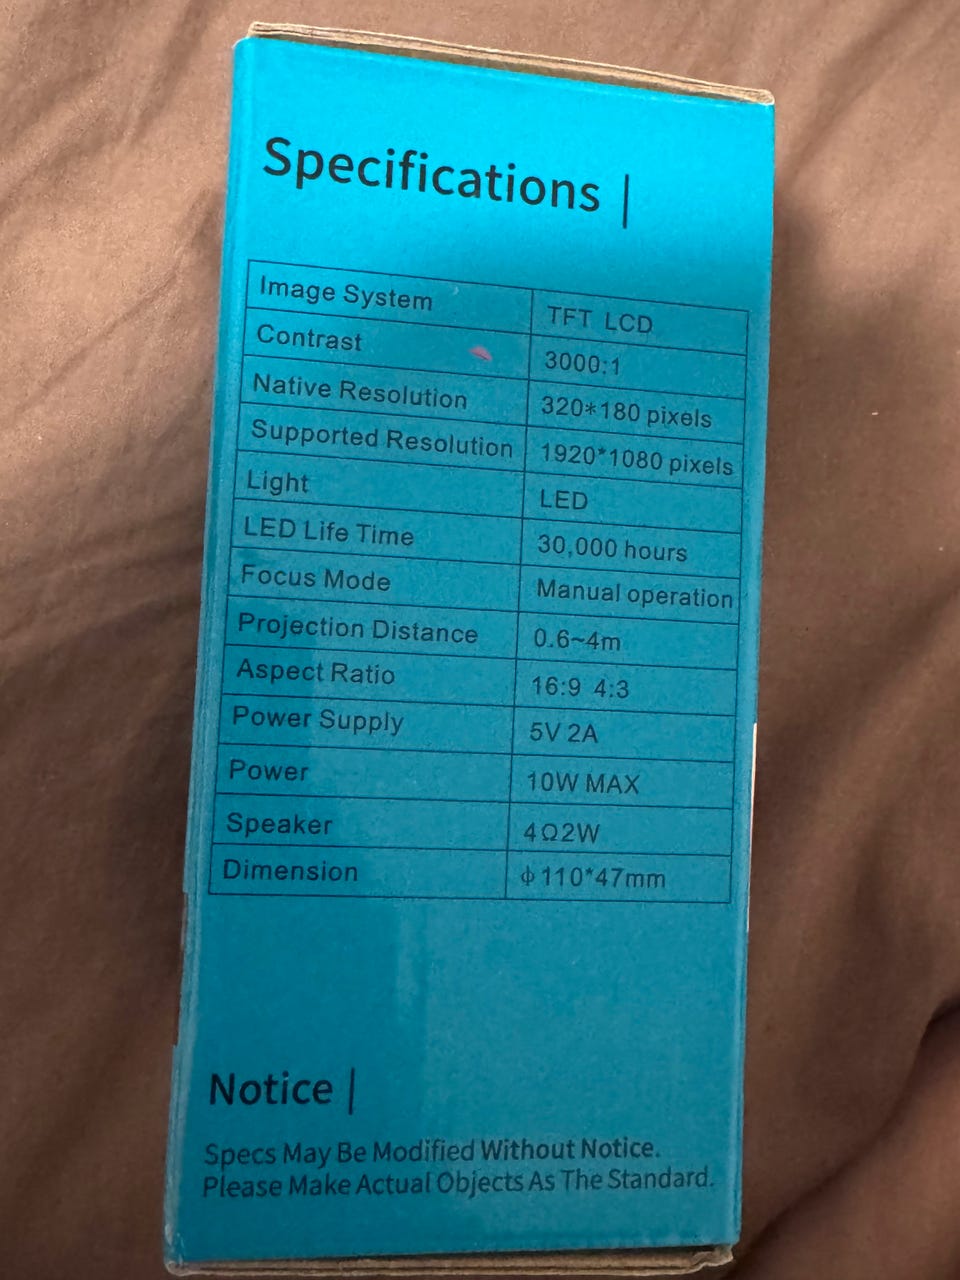 Specifications |
Image System TFT LCD
Contrast 3000:1
Native Resolution 320*180 pixels
Supported Resolution 1920*1080 pixels
Light LED
LED Life Time 30,000 hours
Focus Mode Manual operation
Projection Distance 0.6~4m
Aspect Ratio 16:9 4:3
Power Supply 5V 2A
Power 10W MAX
Speaker 4Ω2W
Dimension ϕ110*47mm
Notice |
Specs May Be Modified Without Notice.
Please Make Actual Objects As The Standard.